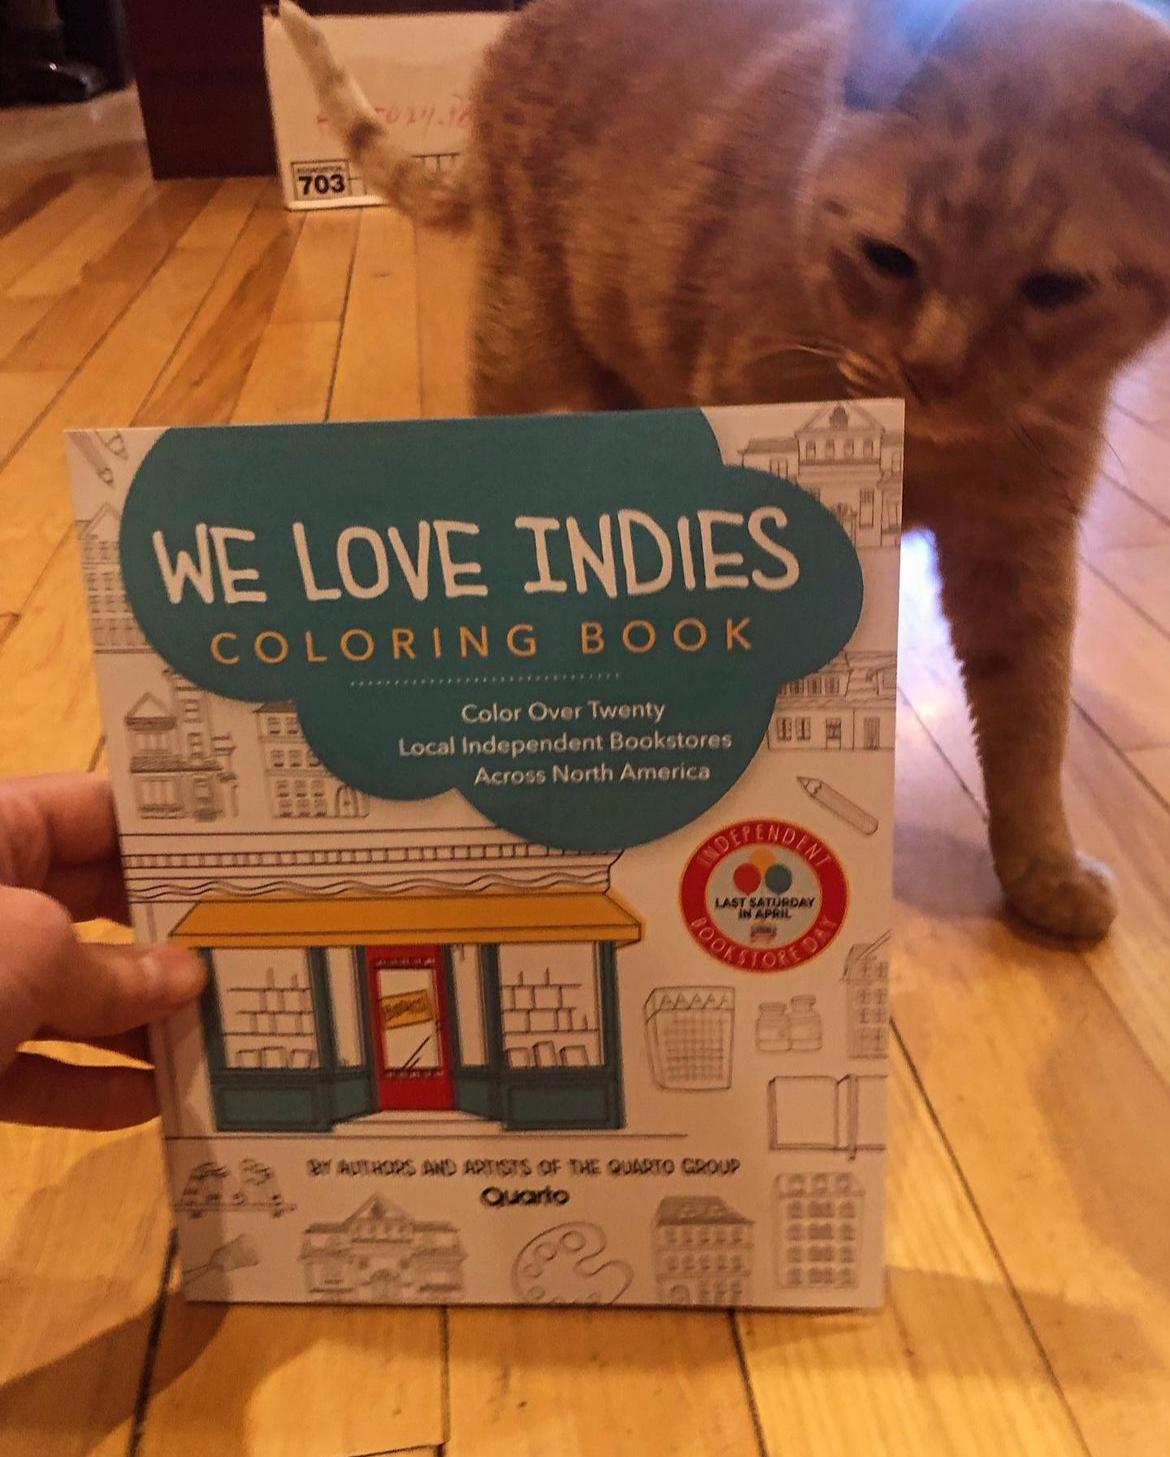 703
WE LOVE INDIES
COLORING BOOK
Color Over Twenty
Local Independent Bookstores
Across North America
INDEPENDENT
LAST SATURDAY
IN APRIL
BOOKSTORE DAY
BY AUTHORS AND ARTISTS OF THE QUARTO GROUP
Quarto